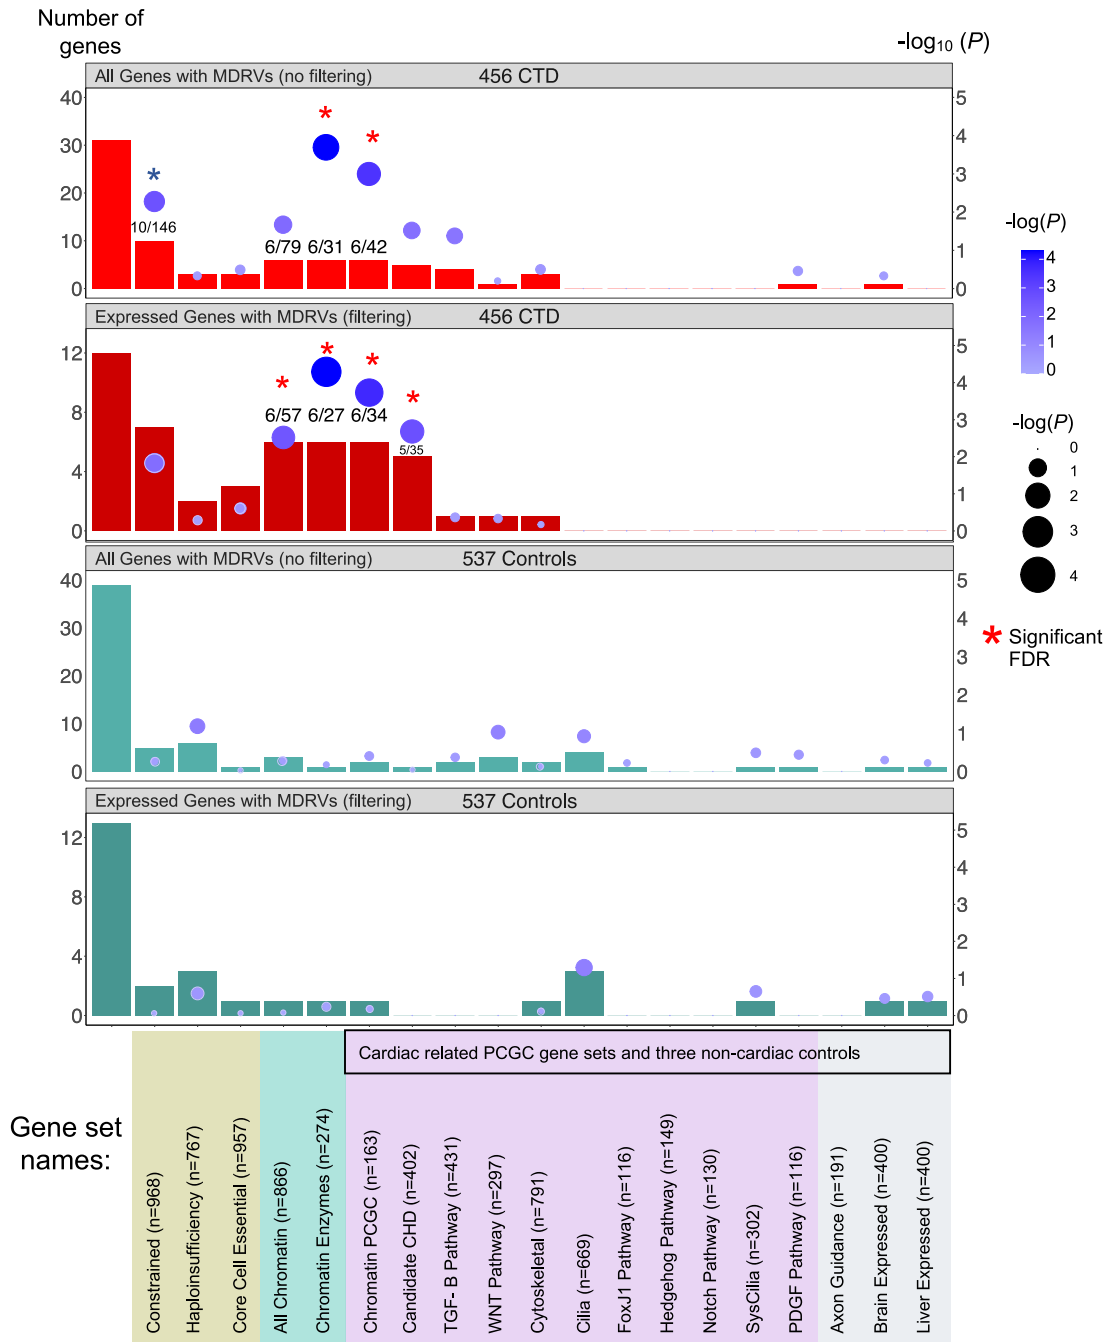 Number of
genes
-log₁₀ (P)
All Genes with MDRVs (no filtering) 456 CTD
40
30
20
10
0
5
4
3
2
1
0
*
10/146
6/79 6/31 6/42
* *
Expressed Genes with MDRVs (filtering) 456 CTD
12
8
4
0
5
4
3
2
1
0
* * * *
6/57 6/27 6/34
5/35
All Genes with MDRVs (no filtering) 537 Controls
40
30
20
10
0
5
4
3
2
1
0
Expressed Genes with MDRVs (filtering) 537 Controls
12
8
4
0
5
4
3
2
1
0
-log(P)
4
3
2
1
0
-log(P)
0
1
2
3
4
* Significant
FDR
Cardiac related PCGC gene sets and three non-cardiac controls
Gene set
names:
Constrained (n=968)
Haploinsufficiency (n=767)
Core Cell Essential (n=957)
All Chromatin (n=866)
Chromatin Enzymes (n=274)
Chromatin PCGC (n=163)
Candidate CHD (n=402)
TGF- B Pathway (n=431)
WNT Pathway (n=297)
Cytoskeletal (n=791)
Cilia (n=669)
FoxJ1 Pathway (n=116)
Hedgehog Pathway (n=149)
Notch Pathway (n=130)
SysCilia (n=302)
PDGF Pathway (n=116)
Axon Guidance (n=191)
Brain Expressed (n=400)
Liver Expressed (n=400)